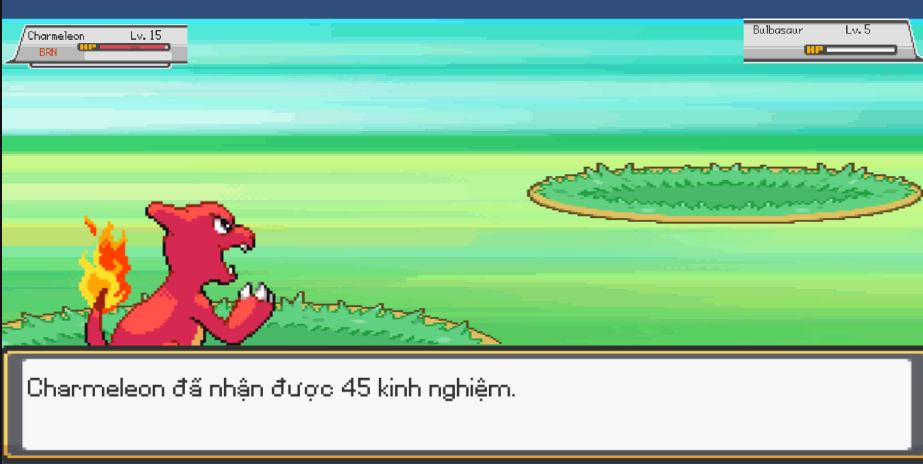 Charmeleon Lv. 15
BRN HP
Bulbasaur Lv. 5
HP
Charmeleon đã nhận được 45 kinh nghiệm.